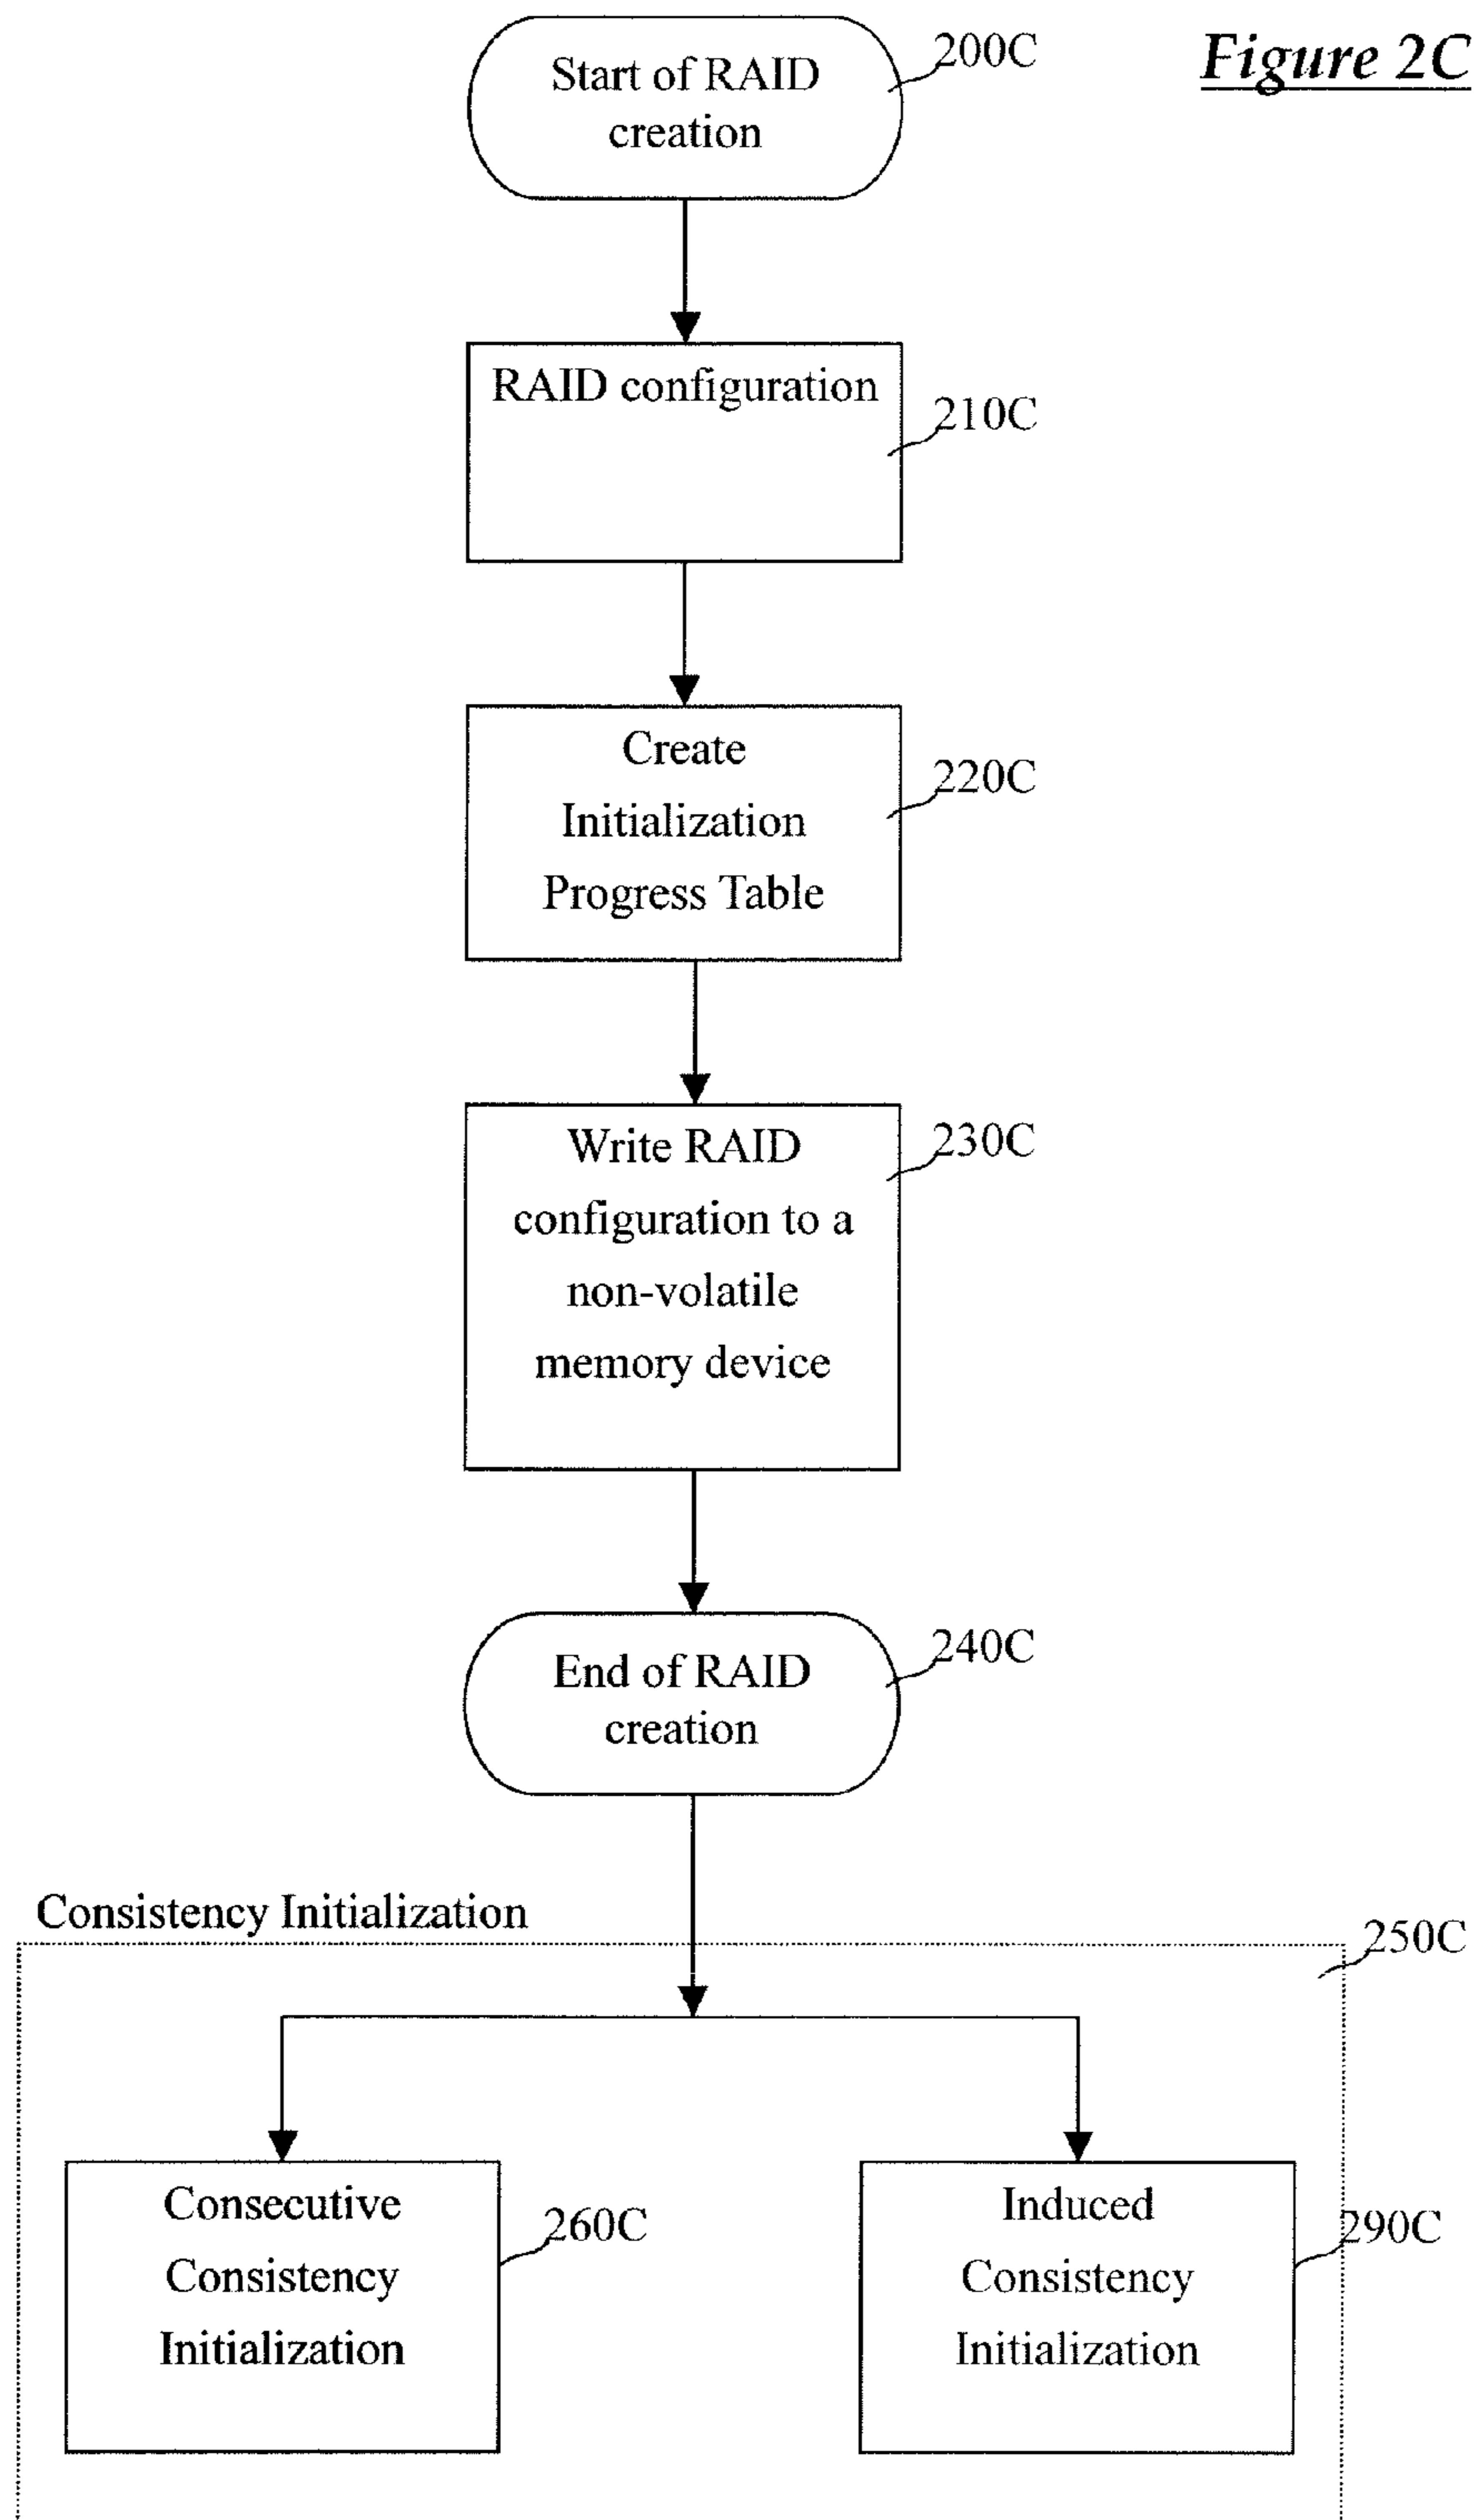 Figure 2C
Start of RAID
creation
200C
RAID configuration
210C
Create
Initialization
Progress Table
220C
Write RAID
configuration to a
non-volatile
memory device
230C
End of RAID
creation
240C
Consistency Initialization
250C
Consecutive
Consistency
Initialization
260C
Induced
Consistency
Initialization
290C